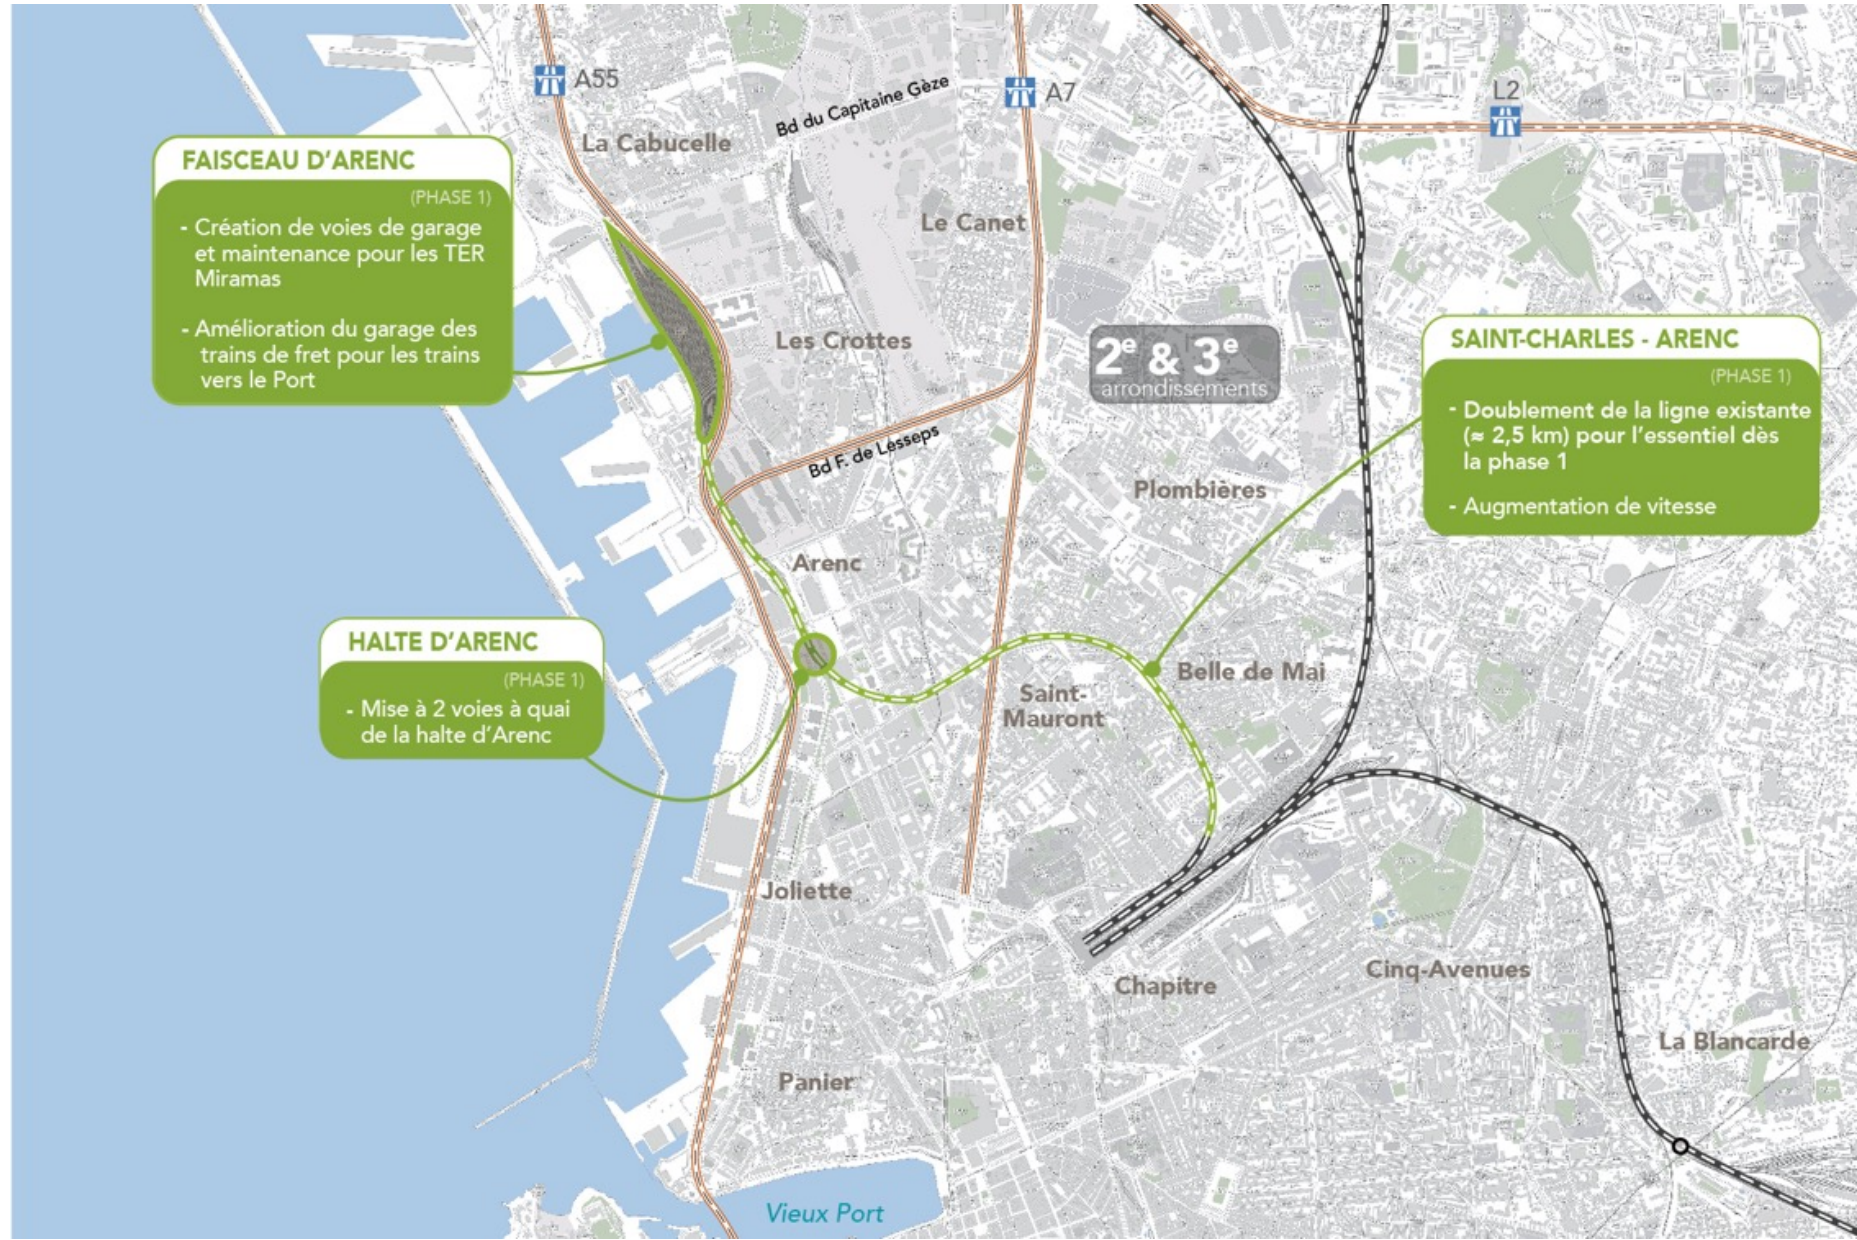 A55
A7
L2
Bd du Capitaine Gèze
La Cabucelle
FAISCEAU D'ARENC
(PHASE 1)
- Création de voies de garage
et maintenance pour les TER
Miramas
- Amélioration du garage des
trains de fret pour les trains
vers le Port
Le Canet
Les Crottes
2e & 3e
arrondissements
SAINT-CHARLES - ARENC
(PHASE 1)
- Doublement de la ligne existante
(≈ 2,5 km) pour l'essentiel dès
la phase 1
- Augmentation de vitesse
Bd F. de Lesseps
Plombières
Arenc
HALTE D'ARENC
(PHASE 1)
- Mise à 2 voies à quai
de la halte d'Arenc
Belle de Mai
Saint-
Mauront
Joliette
Chapitre
Cinq-Avenues
La Blancarde
Panier
Vieux Port